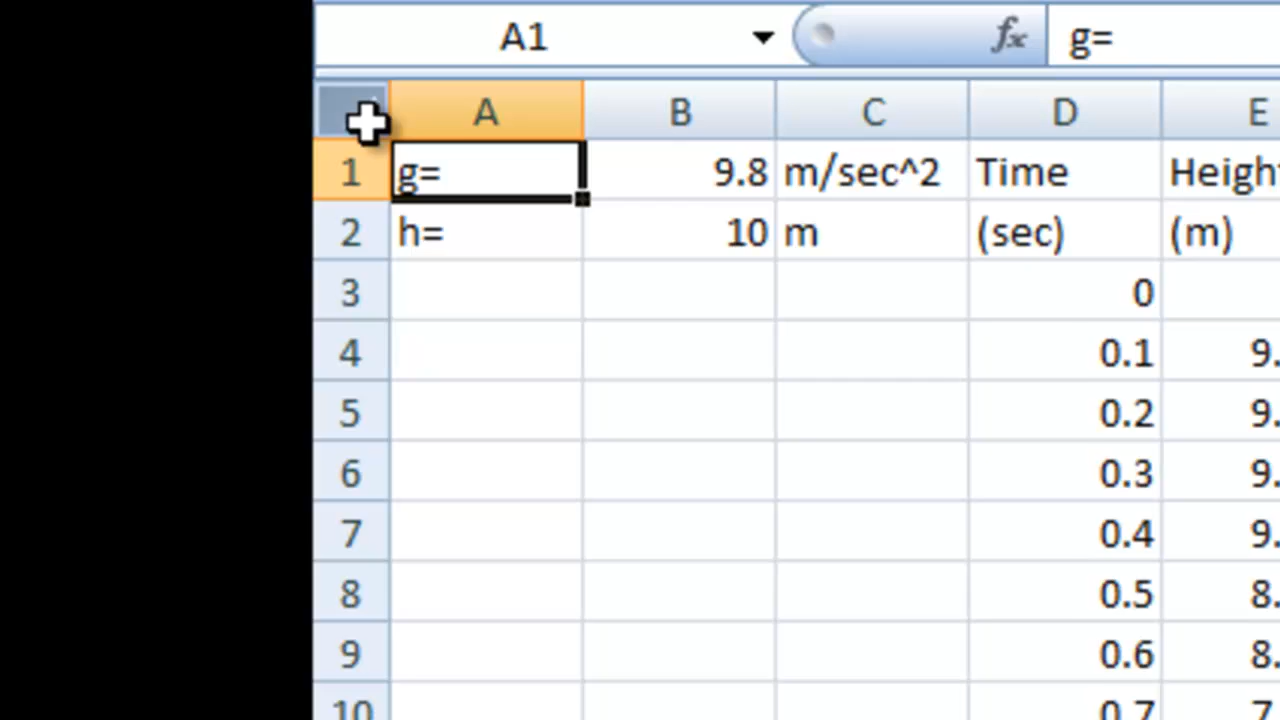 A1 fx g=
A B C D E
1 g= 9.8 m/sec^2 Time
2 h= 10 m (sec) (m)
3 0
4 0.1 9.
5 0.2 9.
6 0.3 9.
7 0.4 9.
8 0.5 8.
9 0.6 8.
10 0.7 7